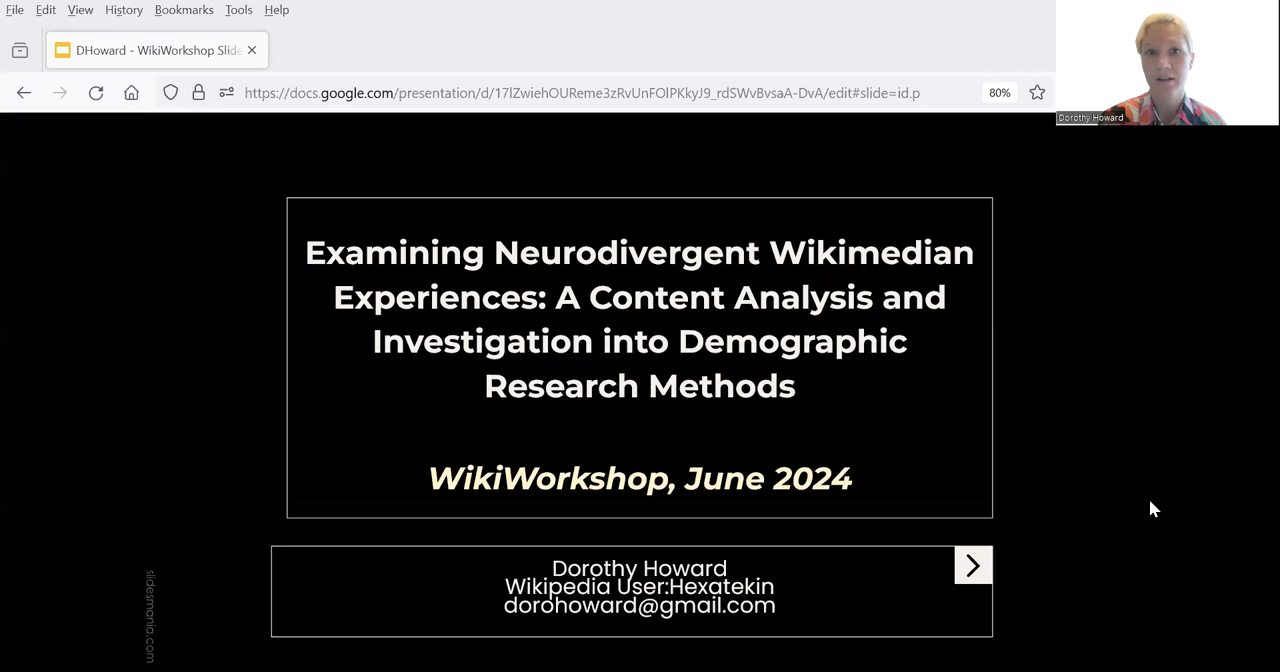 File Edit View History Bookmarks Tools Help
DHoward - WikiWorkshop Slide
https://docs.google.com/presentation/d/17lZwiehOUReme3zRvUnFOlPKkyJ9_rdSWvBvsaA-DvA/edit#slide=id.p
80%
Dorothy Howard
Examining Neurodivergent Wikimedian
Experiences: A Content Analysis and
Investigation into Demographic
Research Methods
WikiWorkshop, June 2024
Dorothy Howard
Wikipedia User:Hexatekin
dorohoward@gmail.com
slidesmania.com